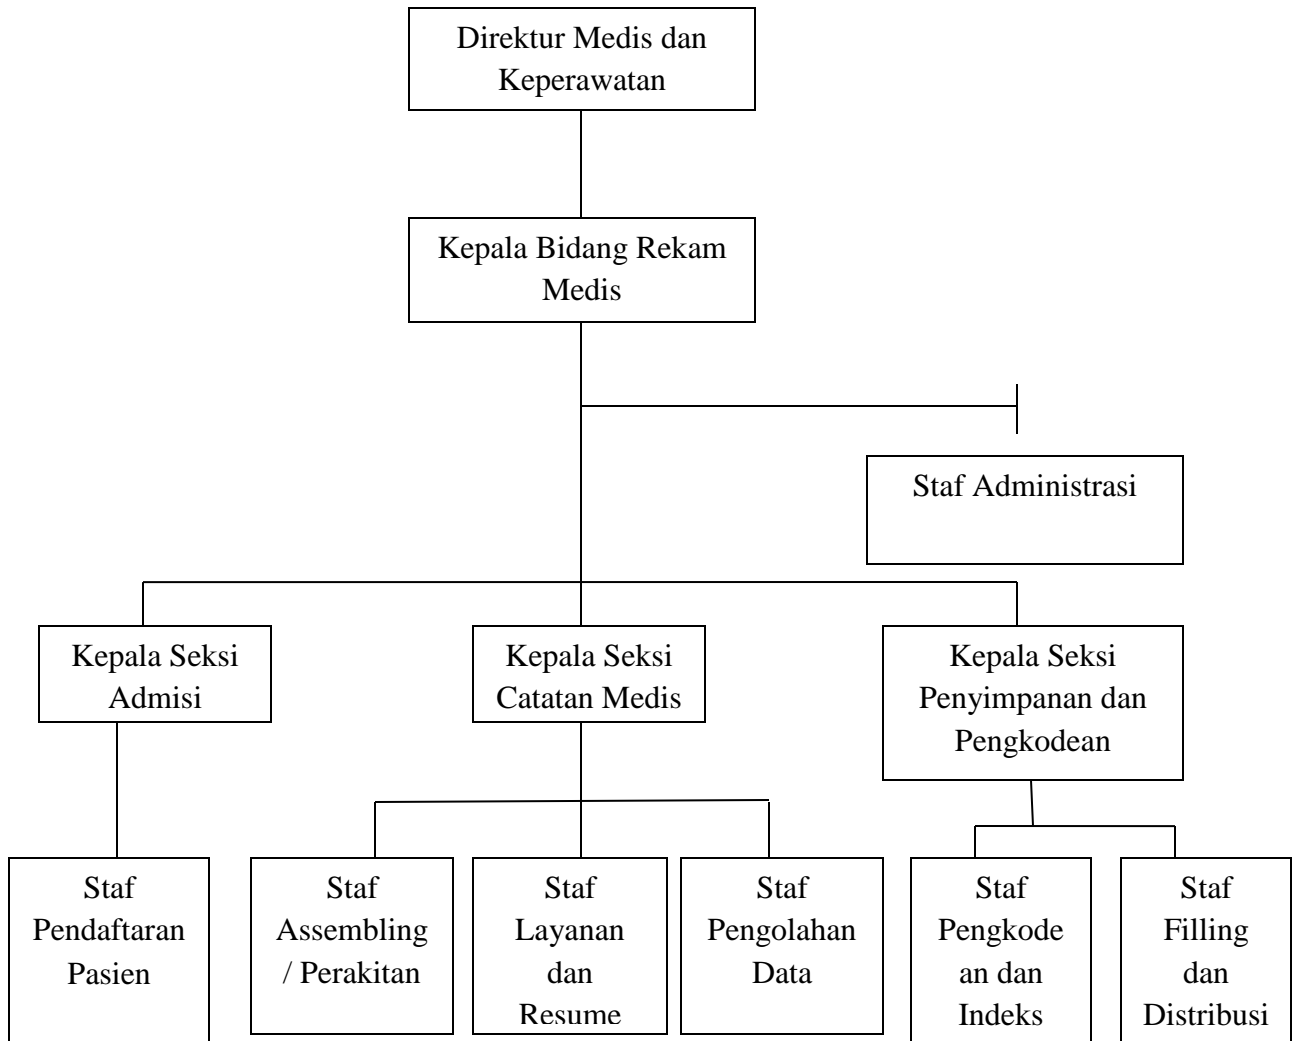 Direktur Medis dan
Keperawatan
Kepala Bidang Rekam
Medis
Staf Administrasi
Kepala Seksi
Admisi
Kepala Seksi
Catatan Medis
Kepala Seksi
Penyimpanan dan
Pengkodean
Staf
Pendaftaran
Pasien
Staf
Assembling
/ Perakitan
Staf
Layanan
dan
Resume
Staf
Pengolahan
Data
Staf
Pengkode
an dan
Indeks
Staf
Filling
dan
Distribusi